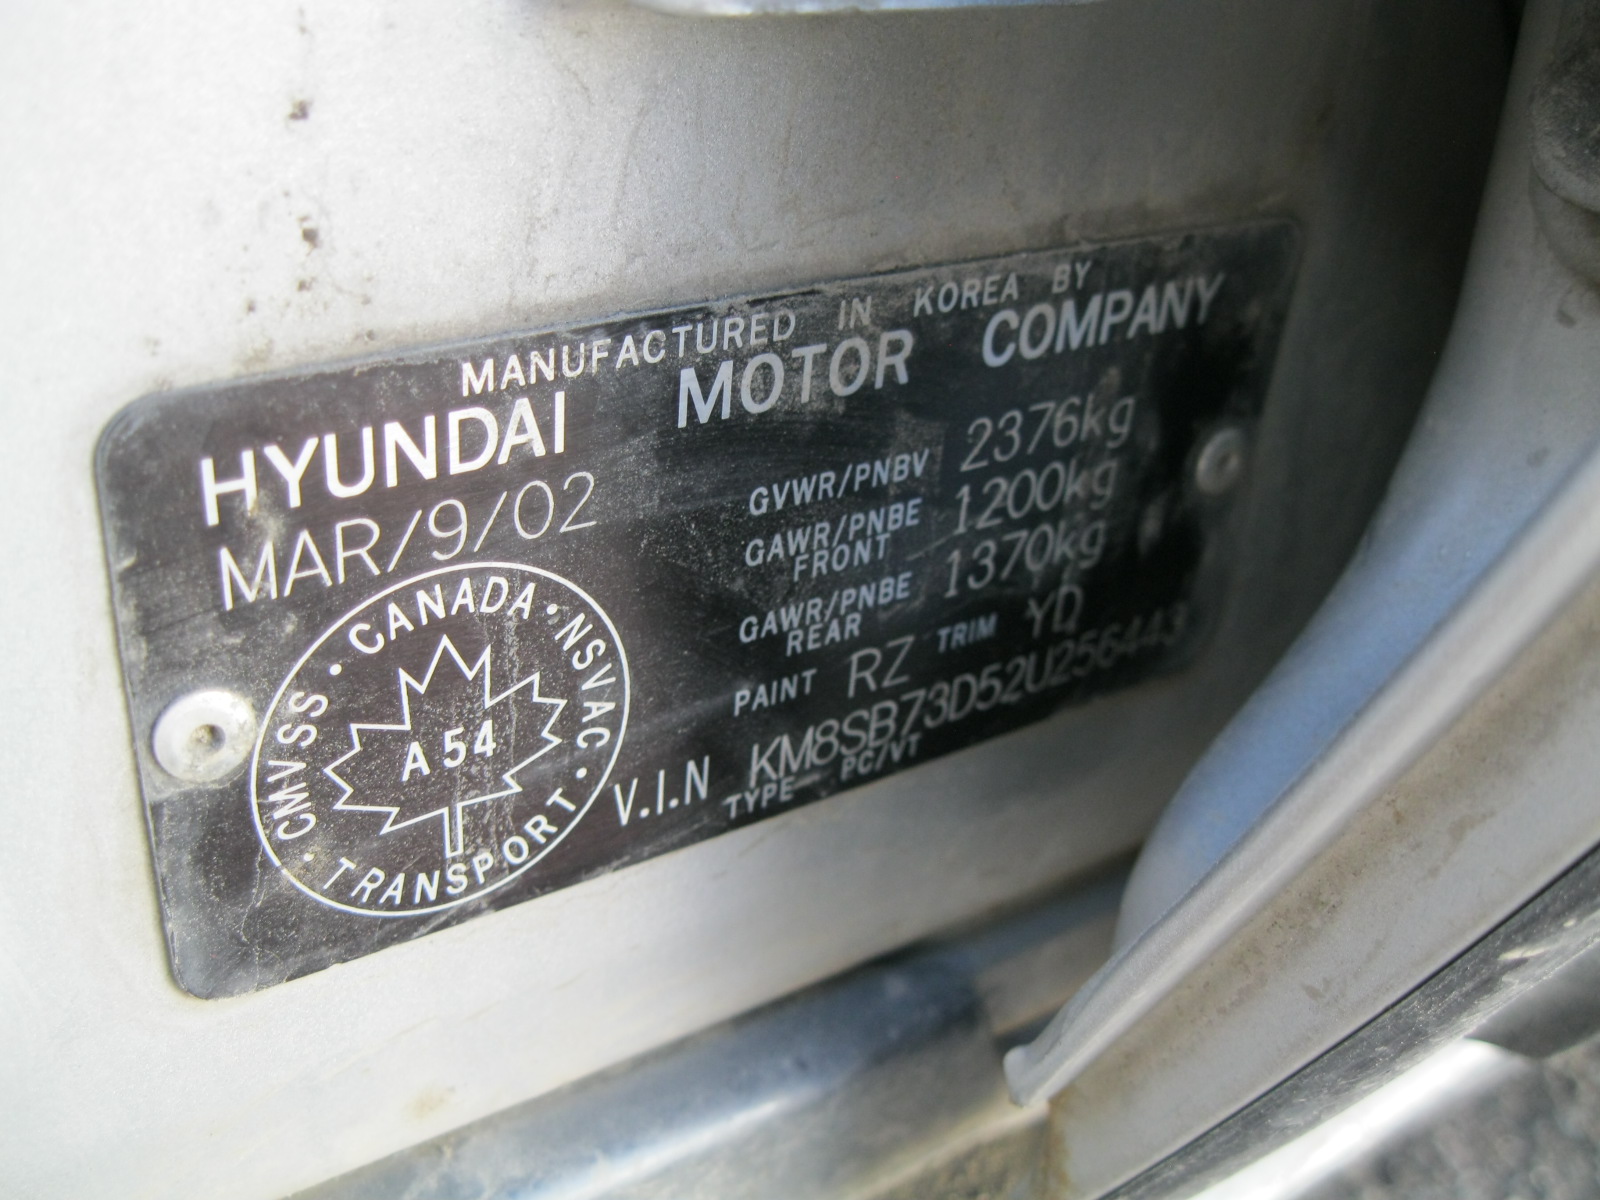 MANUFACTURED IN KOREA BY
HYUNDAI MOTOR COMPANY
MAR/9/02
GVWR/PNBV 2376kg
GAWR/PNBE FRONT 1200kg
GAWR/PNBE REAR 1370kg
PAINT RZ TRIM YD
V.I.N KM8SB73D52U256443
TYPE PC/VT
CMVSS · CANADA · NSVAC · TRANSPORT ·
A54